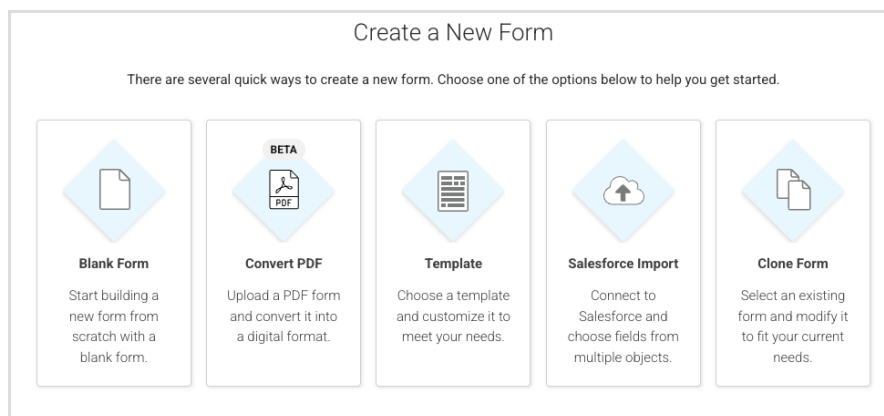 Create a New Form
There are several quick ways to create a new form. Choose one of the options below to help you get started.
Blank Form
Start building a
new form from
scratch with a
blank form.
BETA
PDF
Convert PDF
Upload a PDF form
and convert it into
a digital format.
Template
Choose a template
and customize it to
meet your needs.
Salesforce Import
Connect to
Salesforce and
choose fields from
multiple objects.
Clone Form
Select an existing
form and modify it
to fit your current
needs.